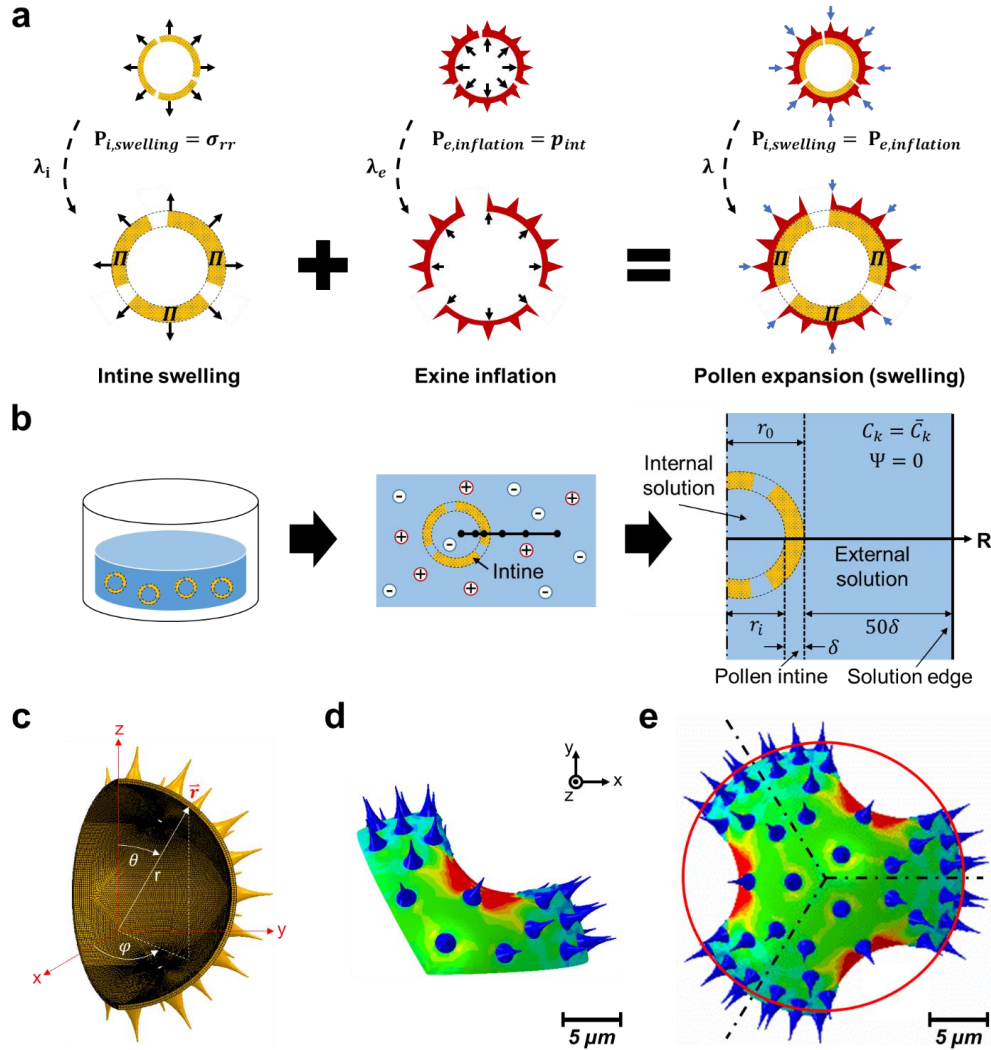 a
P_{i,swelling} = σ_{rr}
P_{e,inflation} = p_{int}
P_{i,swelling} = P_{e,inflation}
λ_i
λ_e
λ
Π Π
Π
Π Π
Π
Intine swelling
Exine inflation
Pollen expansion (swelling)
b
Intine
r_0
C_k = C̄_k
Ψ = 0
Internal
solution
R
External
solution
r_i
50δ
δ
Pollen intine
Solution edge
c
z
r⃗
θ
r
y
φ
x
d
y
z
x
5 μm
e
5 μm